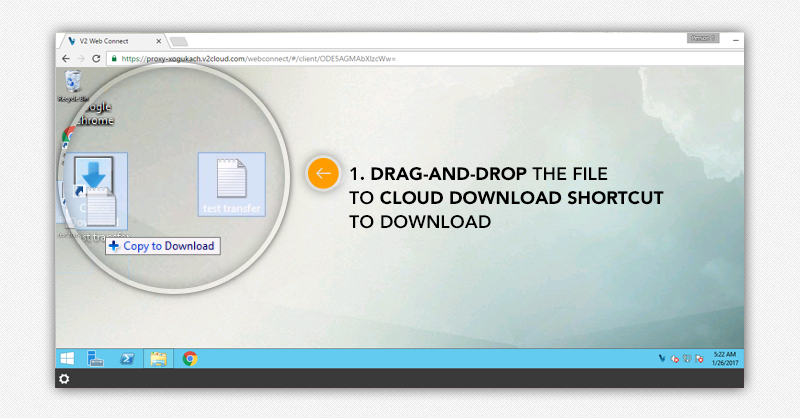 V2 Web Connect
https://proxy-xogukach.v2cloud.com/webconnect/#/client/ODE5AGMAbXlzcWw=
Recycle Bin
Google
Chrome
test transfer
Copy to Download
1. DRAG-AND-DROP THE FILE
TO CLOUD DOWNLOAD SHORTCUT
TO DOWNLOAD
5:22 AM
1/26/2017